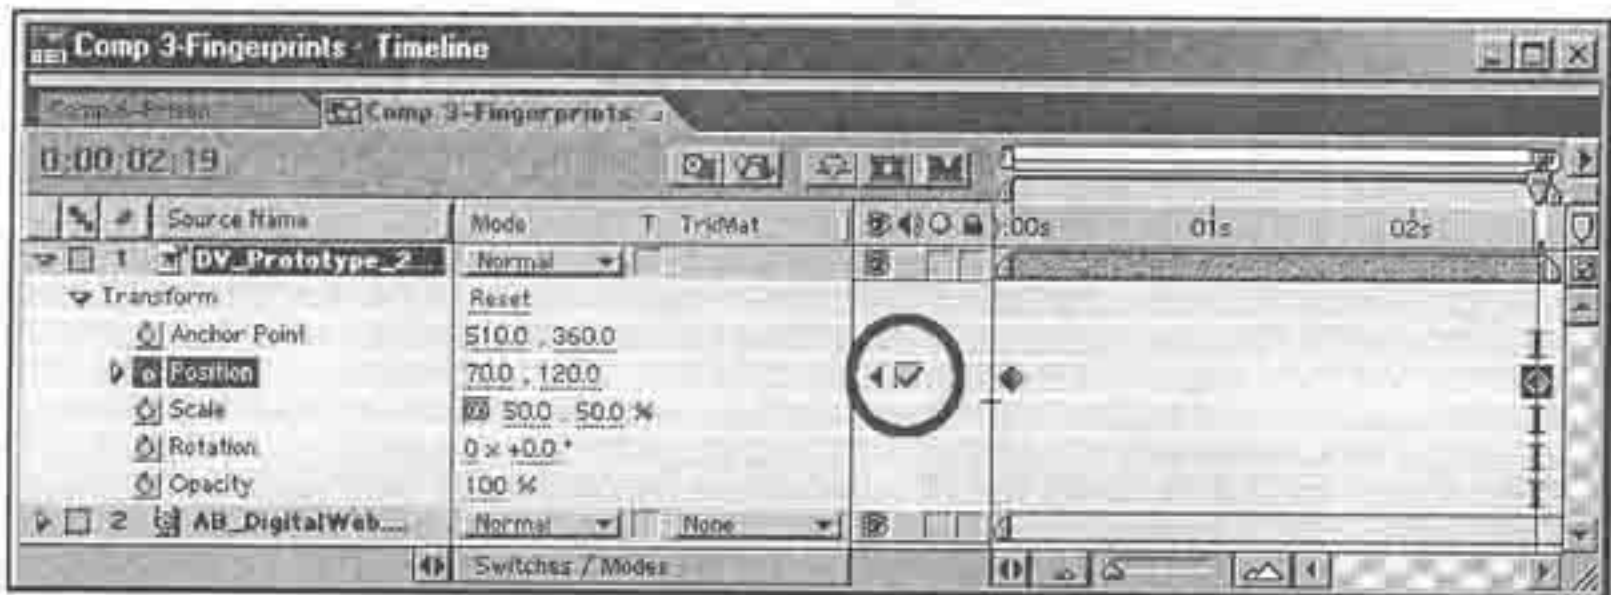 Comp 3-Fingerprints · Timeline
Comp 3-Fingerprints
0:00:02:19
# Source Name Mode T TrkMat :00s 01s 02s
1 DV_Prototype_2... Normal
Transform Reset
Anchor Point 510.0 , 360.0
Position 70.0 , 120.0
Scale 50.0 , 50.0 %
Rotation 0 x +0.0 °
Opacity 100 %
2 AB_DigitalWeb.... Normal None
Switches / Modes